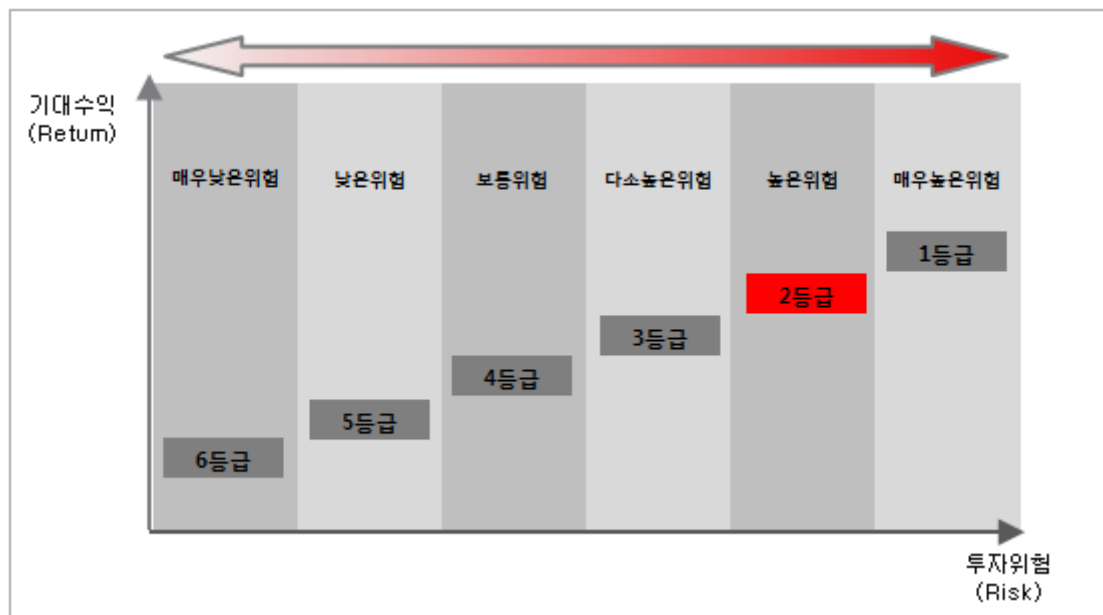 기대수익
(Return)
매우낮은위험
낮은위험
보통위험
다소높은위험
높은위험
매우높은위험
1등급
2등급
3등급
4등급
5등급
6등급
투자위험
(Risk)